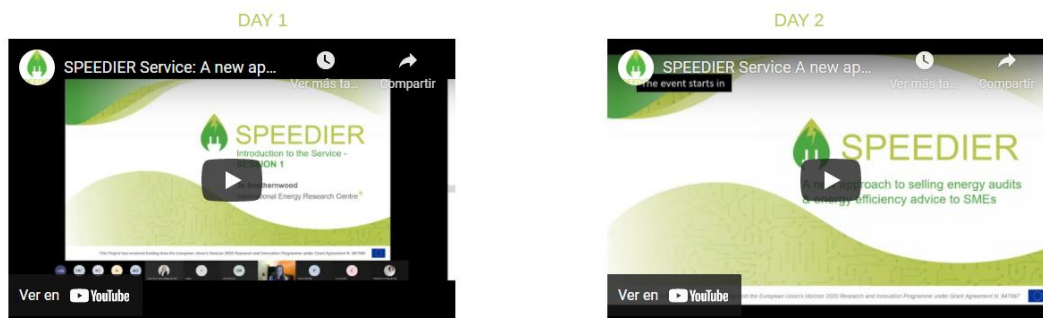 DAY 1
SPEEDIER Service: A new ap...
Ver más ta...
Compartir
SPEEDIER
Introduction to the Service -
SESSION 1
International Energy Research Centre
This Project has received funding from the European Union's Horizon 2020 Research and Innovation Programme under Grant Agreement N. 847087
Ver en YouTube
DAY 2
SPEEDIER Service A new ap...
Ver más ta...
Compartir
The event starts in
SPEEDIER
A new approach to selling energy audits
& energy efficiency advice to SMEs
from the European Union's Horizon 2020 Research and Innovation Programme under Grant Agreement N. 847087
Ver en YouTube